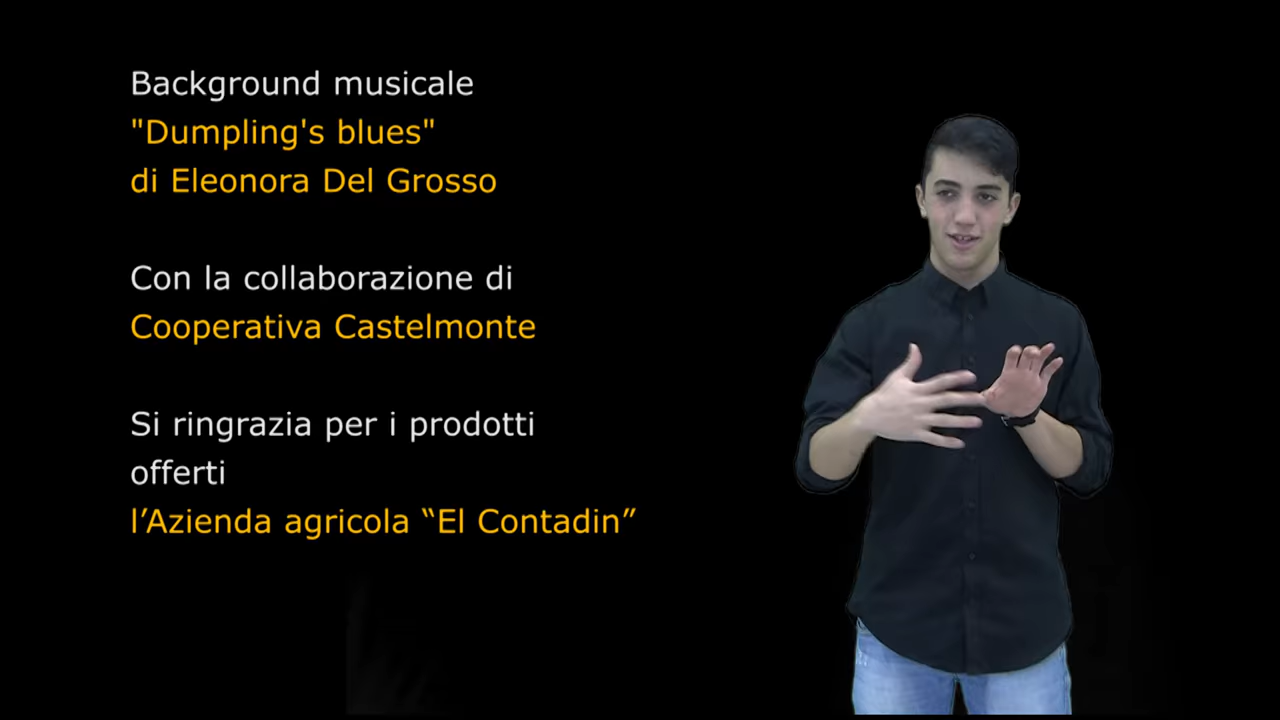 Background musicale
"Dumpling's blues"
di Eleonora Del Grosso
Con la collaborazione di
Cooperativa Castelmonte
Si ringrazia per i prodotti
offerti
l’Azienda agricola “El Contadin”